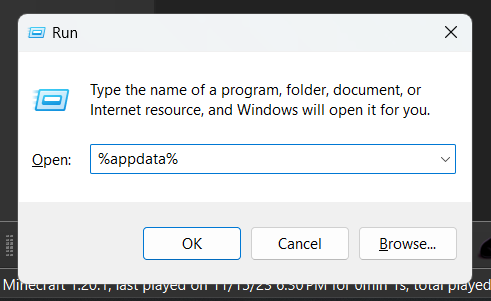 Run
Type the name of a program, folder, document, or
Internet resource, and Windows will open it for you.
Open: %appdata%
OK Cancel Browse...
Minecraft 1.20.1, last played on 11/15/23 6:30 PM for 0min 1s, total played